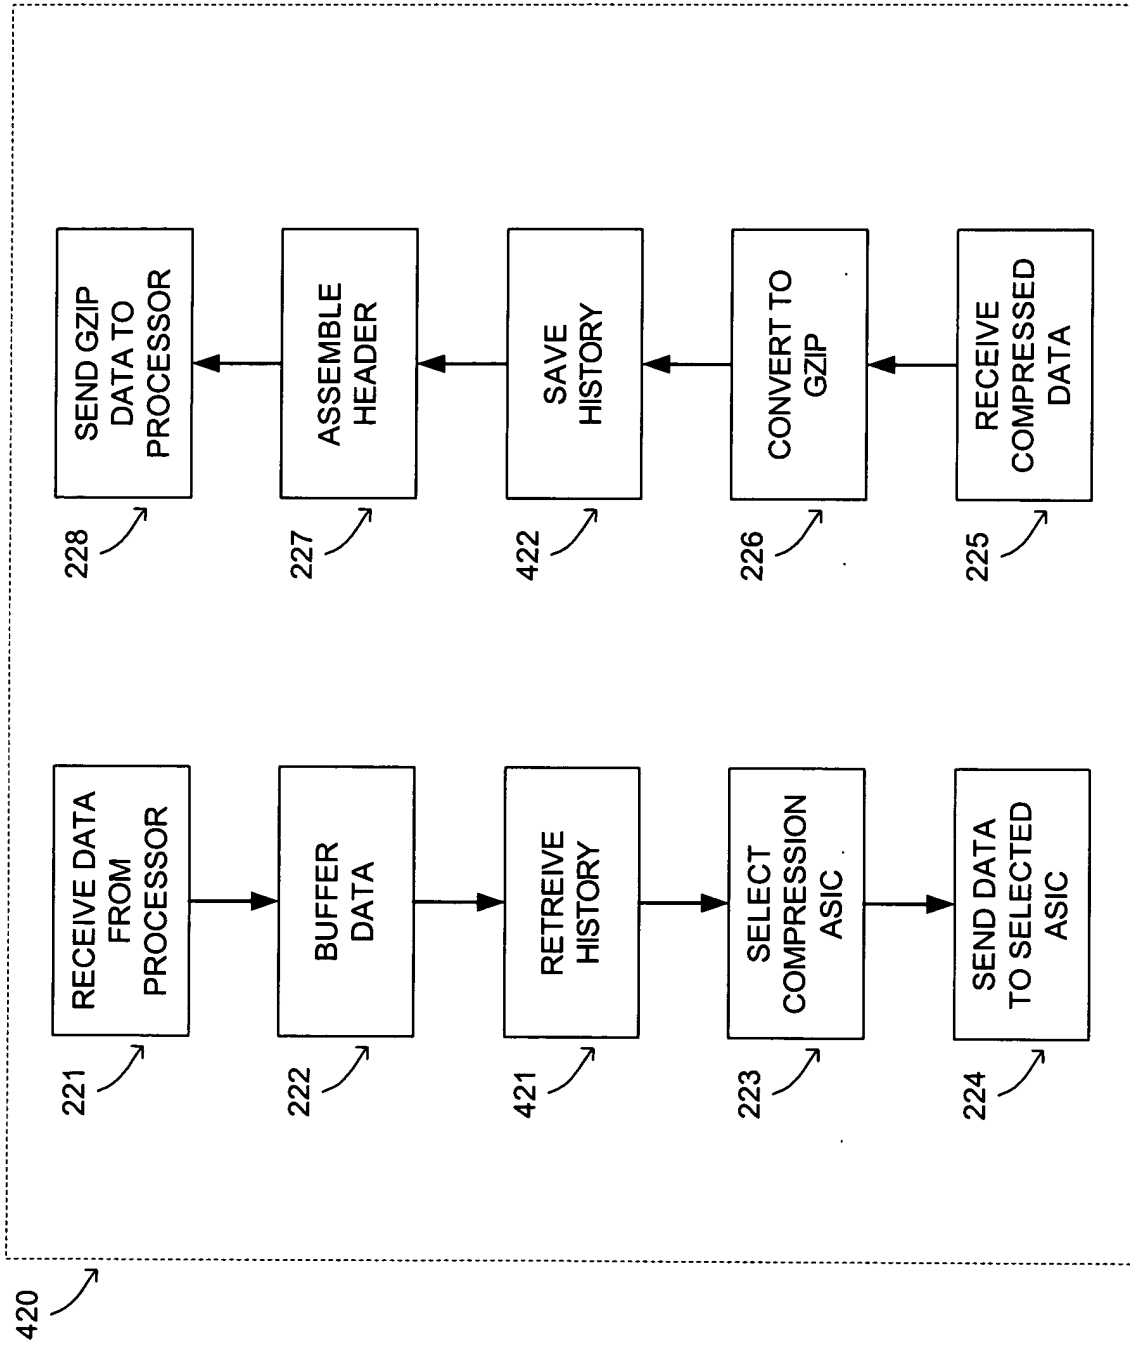 420
221
RECEIVE DATA
FROM
PROCESSOR
222
BUFFER
DATA
421
RETREIVE
HISTORY
223
SELECT
COMPRESSION
ASIC
224
SEND DATA
TO SELECTED
ASIC
228
SEND GZIP
DATA TO
PROCESSOR
227
ASSEMBLE
HEADER
422
SAVE
HISTORY
226
CONVERT TO
GZIP
225
RECEIVE
COMPRESSED
DATA